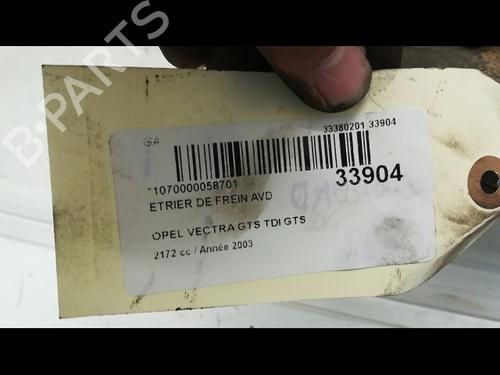 B-PARTS
GA
33380201 33904
*1070000058701
33904
ETRIER DE FREIN AVD
OPEL VECTRA GTS TDI GTS
2172 cc / Année 2003